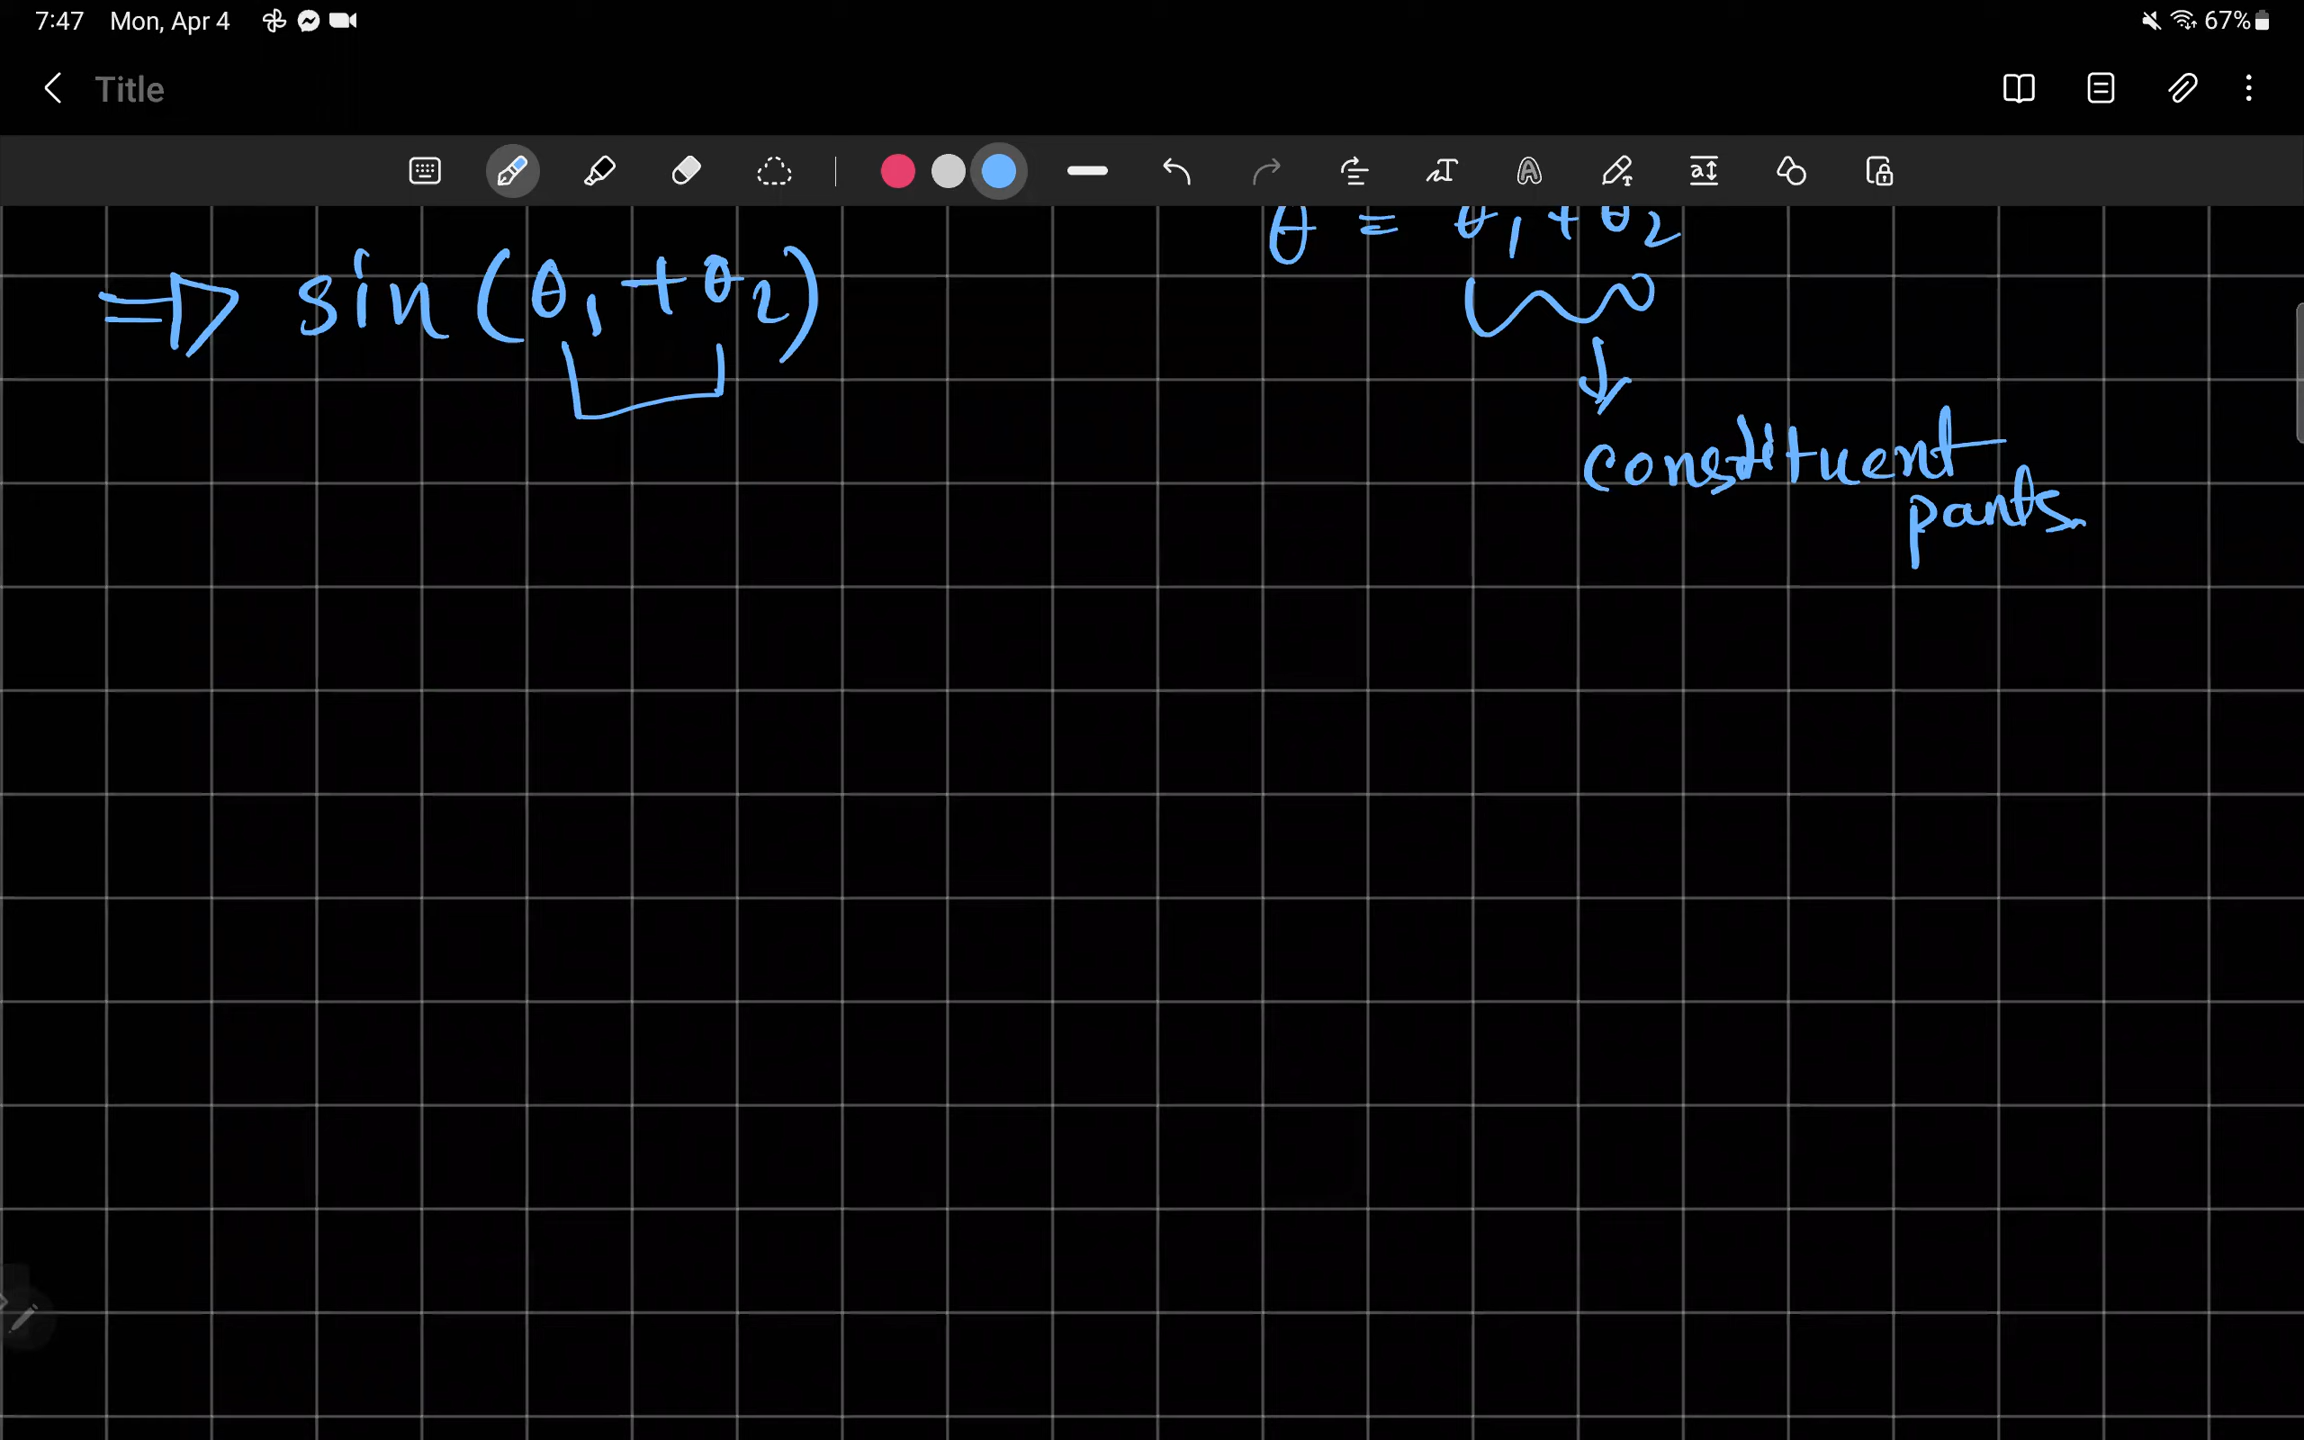 7:47 Mon, Apr 4 67%
Title
θ = θ₁+θ₂
=> sin(θ₁+θ₂)
constituent
parts.